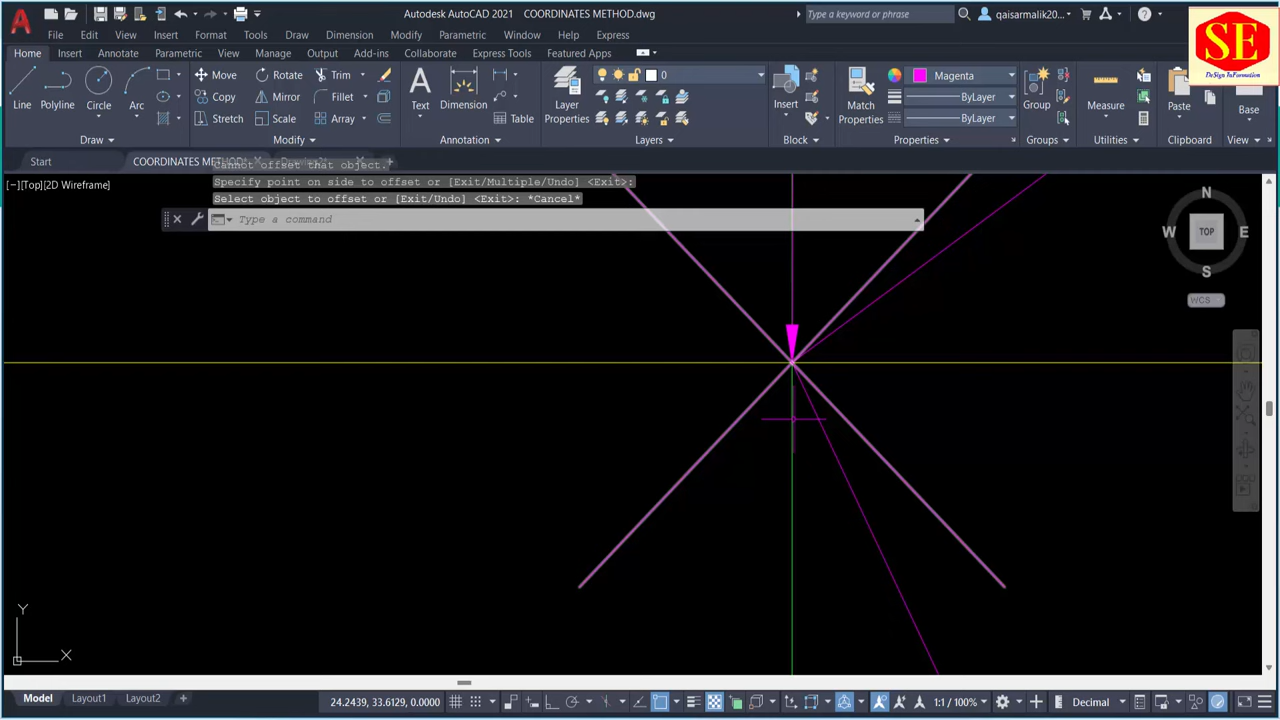 Autodesk AutoCAD 2021 COORDINATES METHOD.dwg
Type a keyword or phrase
qaisarmalik20...
File Edit View Insert Format Tools Draw Dimension Modify Parametric Window Help Express
Home Insert Annotate Parametric View Manage Output Add-ins Collaborate Express Tools Featured Apps
SE
DeSign InFormation
Line
Polyline
Circle
Arc
Move
Rotate
Trim
Copy
Mirror
Fillet
Stretch
Scale
Array
Draw
Modify
Text
Dimension
Table
Annotation
Layer
Properties
0
Layers
Insert
Block
Match
Properties
Magenta
ByLayer
ByLayer
Properties
Group
Groups
Measure
Utilities
Paste
Clipboard
Base
View
Start
COORDINATES METHOD*
Cannot offset that object.
[−][Top][2D Wireframe]
Specify point on side to offset or [Exit/Multiple/Undo] <Exit>:
Select object to offset or [Exit/Undo] <Exit>: *Cancel*
Type a command
N
W
TOP
E
S
WCS
Y
X
Model Layout1 Layout2 +
24.2439, 33.6129, 0.0000
MODEL
1:1 / 100%
Decimal